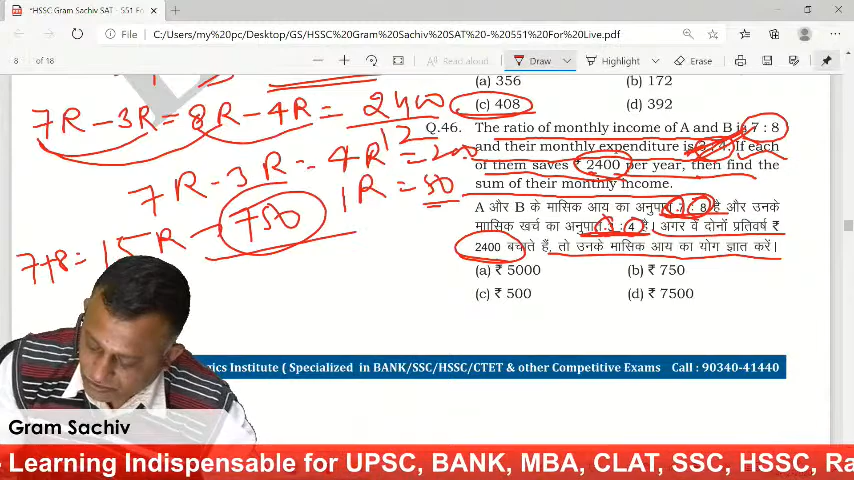 *HSSC Gram Sachiv SAT - 551 F
File C:/Users/my%20pc/Desktop/GS/HSSC%20Gram%20Sachiv%20SAT%20-%20551%20For%20Live.pdf
8 of 18
Draw Highlight Erase
(a) 356 (b) 172
(c) 408 (d) 392
7R - 3R = 8R - 4R = 2400
12
7R - 3R = 4R = 200
1R = 50
7+8 = 15R 750
Q.46. The ratio of monthly income of A and B is 7 : 8
and their monthly expenditure is 3 : 4. If each
of them saves ₹ 2400 per year, then find the
sum of their monthly income.
A और B के मासिक आय का अनुपात 7 : 8 है और उनके
मासिक खर्च का अनुपात 3 : 4 है। अगर वे दोनों प्रतिवर्ष ₹
2400 बचाते हैं, तो उनके मासिक आय का योग ज्ञात करें।
(a) ₹ 5000 (b) ₹ 750
(c) ₹ 500 (d) ₹ 7500
gics Institute ( Specialized in BANK/SSC/HSSC/CTET & other Competitive Exams Call : 90340-41440
Gram Sachiv
Learning Indispensable for UPSC, BANK, MBA, CLAT, SSC, HSSC, Ra